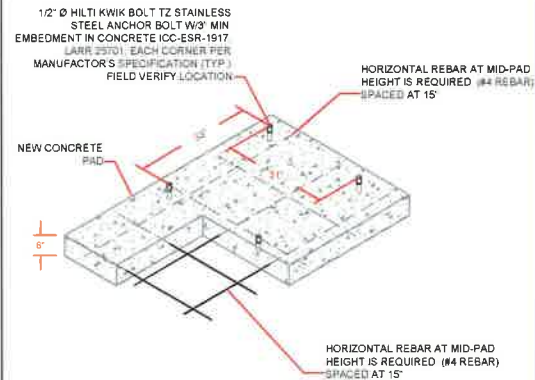 1/2" Ø HILTI KWIK BOLT TZ STAINLESS
STEEL ANCHOR BOLT W/3" MIN
EMBEDMENT IN CONCRETE ICC-ESR-1917
LARR 25701, EACH CORNER PER
MANUFACTOR'S SPECIFICATION (TYP.)
FIELD VERIFY LOCATION
HORIZONTAL REBAR AT MID-PAD
HEIGHT IS REQUIRED (#4 REBAR)
SPACED AT 15"
NEW CONCRETE
PAD
31"
6"
HORIZONTAL REBAR AT MID-PAD
HEIGHT IS REQUIRED (#4 REBAR)
SPACED AT 15"